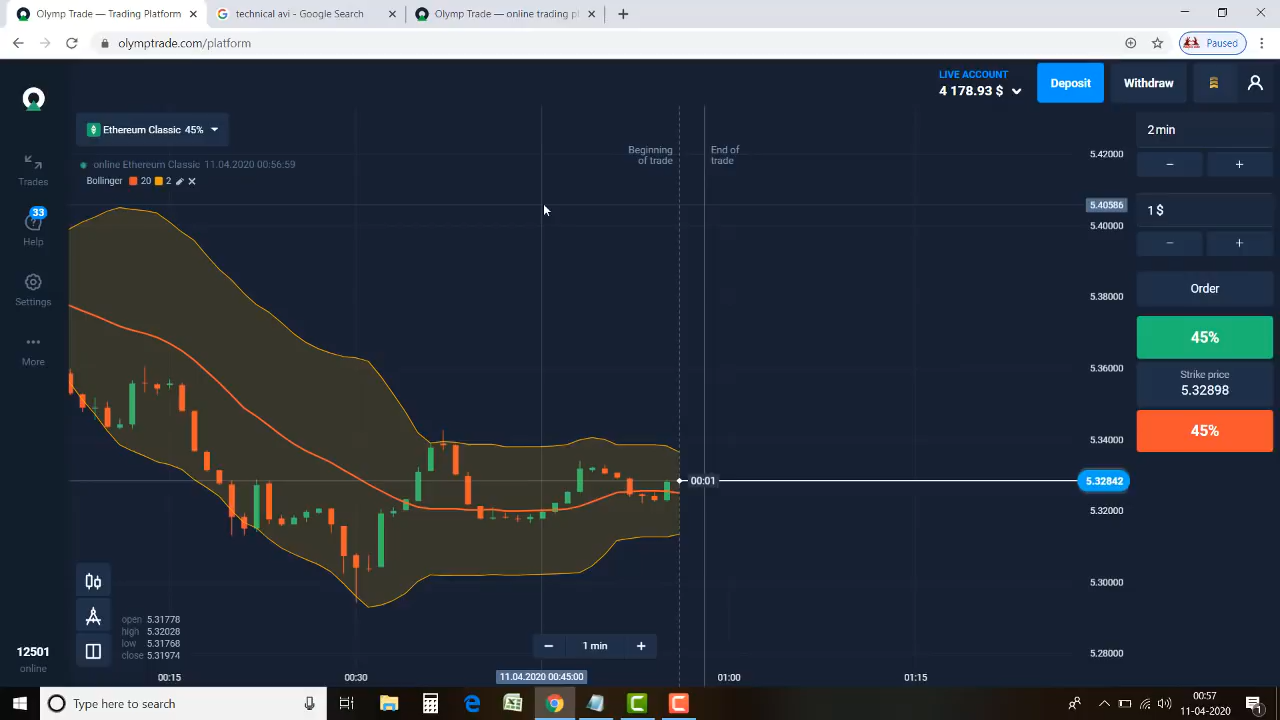 Olymp Trade — Trading Platform
technical avi - Google Search
Olymp Trade — online trading pl
olymptrade.com/platform
Paused
LIVE ACCOUNT
4 178.93 $
Deposit
Withdraw
Ethereum Classic 45%
online Ethereum Classic 11.04.2020 00:56:59
Bollinger 20 2
Beginning of trade
End of trade
Trades
33
Help
Settings
More
12501
online
2 min
− +
1 $
− +
Order
45%
Strike price
5.32898
45%
5.42000
5.40586
5.40000
5.38000
5.36000
5.34000
00:01
5.32842
5.32000
5.30000
5.28000
open 5.31778
high 5.32028
low 5.31768
close 5.31974
− 1 min +
00:15
00:30
11.04.2020 00:45:00
01:00
01:15
Type here to search
00:57
11-04-2020
1